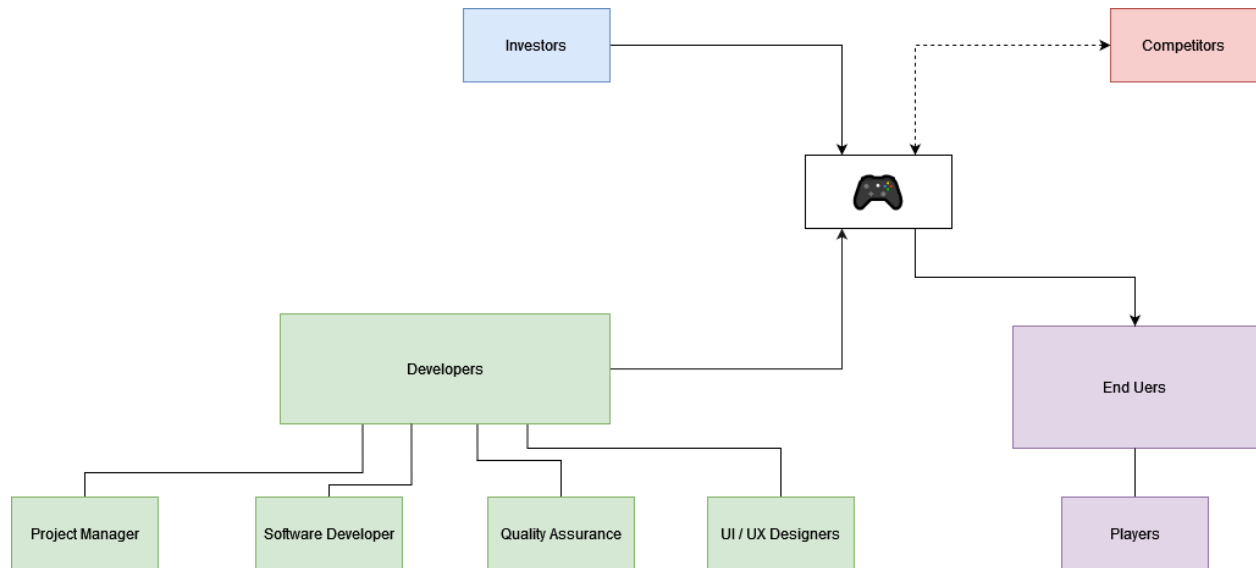 Investors
Competitors
Developers
End Uers
Project Manager
Software Developer
Quality Assurance
UI / UX Designers
Players